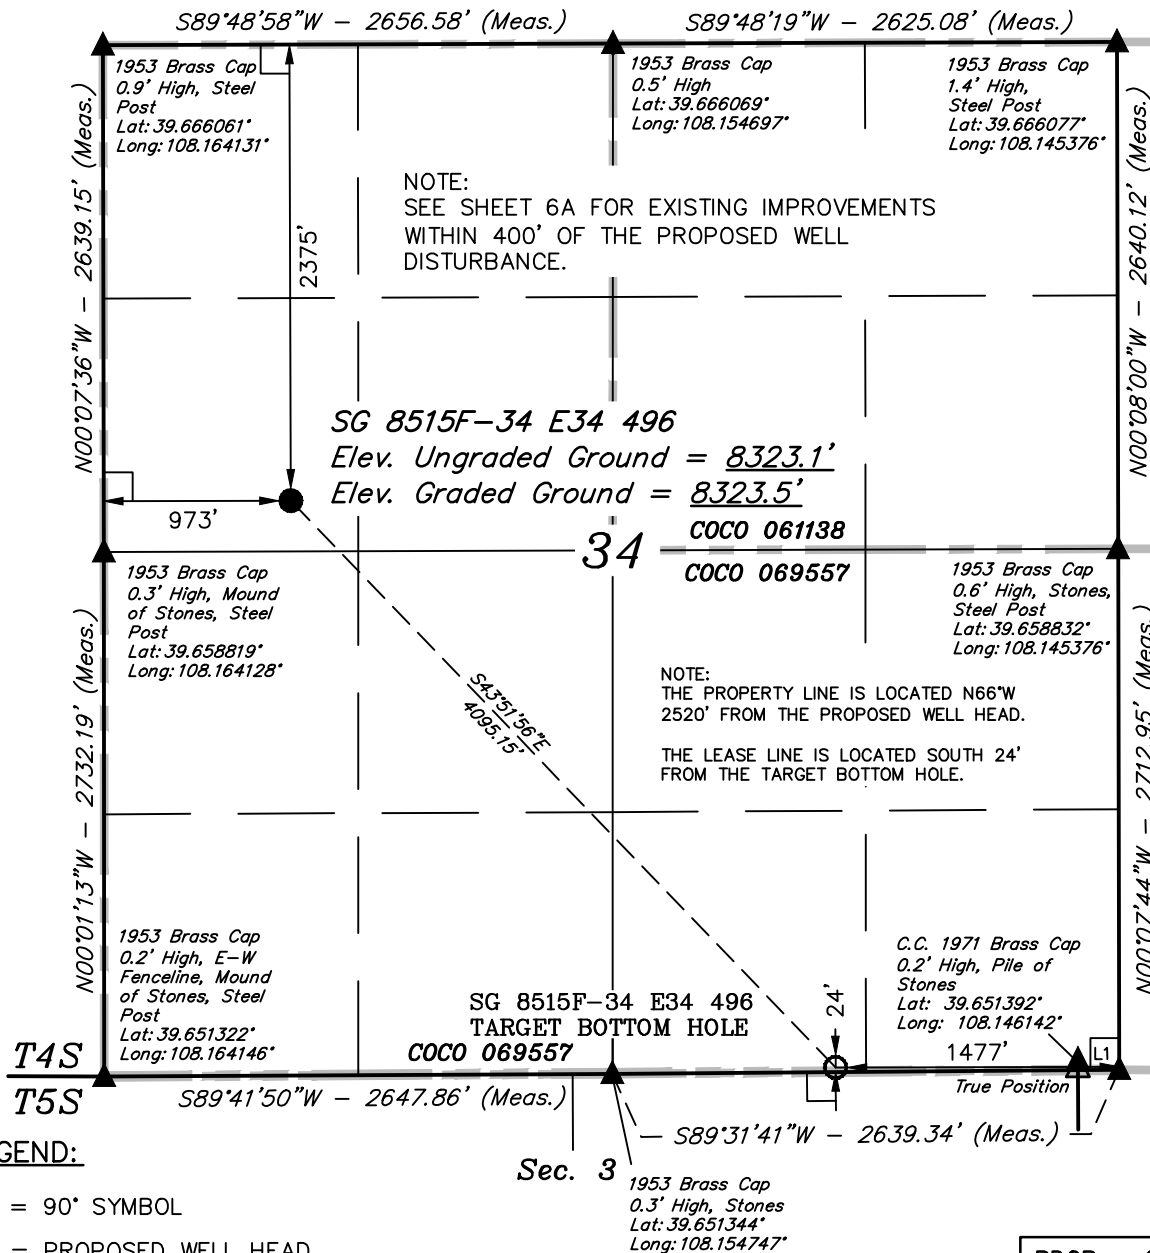 S89°48'58"W – 2656.58' (Meas.)
S89°48'19"W – 2625.08' (Meas.)
1953 Brass Cap
0.9' High, Steel
Post
Lat: 39.666061°
Long: 108.164131°
1953 Brass Cap
0.5' High
Lat: 39.666069°
Long: 108.154697°
1953 Brass Cap
1.4' High,
Steel Post
Lat: 39.666077°
Long: 108.145376°
N00°07'36"W – 2639.15' (Meas.)
2375'
NOTE:
SEE SHEET 6A FOR EXISTING IMPROVEMENTS
WITHIN 400' OF THE PROPOSED WELL
DISTURBANCE.
N00°08'00"W – 2640.12' (Meas.)
SG 8515F–34 E34 496
Elev. Ungraded Ground = 8323.1'
Elev. Graded Ground = 8323.5'
973'
COCO 061138
34
COCO 069557
1953 Brass Cap
0.3' High, Mound
of Stones, Steel
Post
Lat: 39.658819°
Long: 108.164128°
1953 Brass Cap
0.6' High, Stones,
Steel Post
Lat: 39.658832°
Long: 108.145376°
N00°01'13"W – 2732.19' (Meas.)
S43°51'56"E
4095.15'
NOTE:
THE PROPERTY LINE IS LOCATED N66°W
2520' FROM THE PROPOSED WELL HEAD.
THE LEASE LINE IS LOCATED SOUTH 24'
FROM THE TARGET BOTTOM HOLE.
N00°07'44"W – 2712.95' (Meas.)
1953 Brass Cap
0.2' High, E–W
Fenceline, Mound
of Stones, Steel
Post
Lat: 39.651322°
Long: 108.164146°
C.C. 1971 Brass Cap
0.2' High, Pile of
Stones
Lat: 39.651392°
Long: 108.146142°
SG 8515F–34 E34 496
TARGET BOTTOM HOLE
COCO 069557
24'
1477'
L1
True Position
T4S
T5S
S89°41'50"W – 2647.86' (Meas.)
S89°31'41"W – 2639.34' (Meas.)
Sec. 3
1953 Brass Cap
0.3' High, Stones
Lat: 39.651344°
Long: 108.154747°
GEND:
= 90° SYMBOL
= PROPOSED WELL HEAD